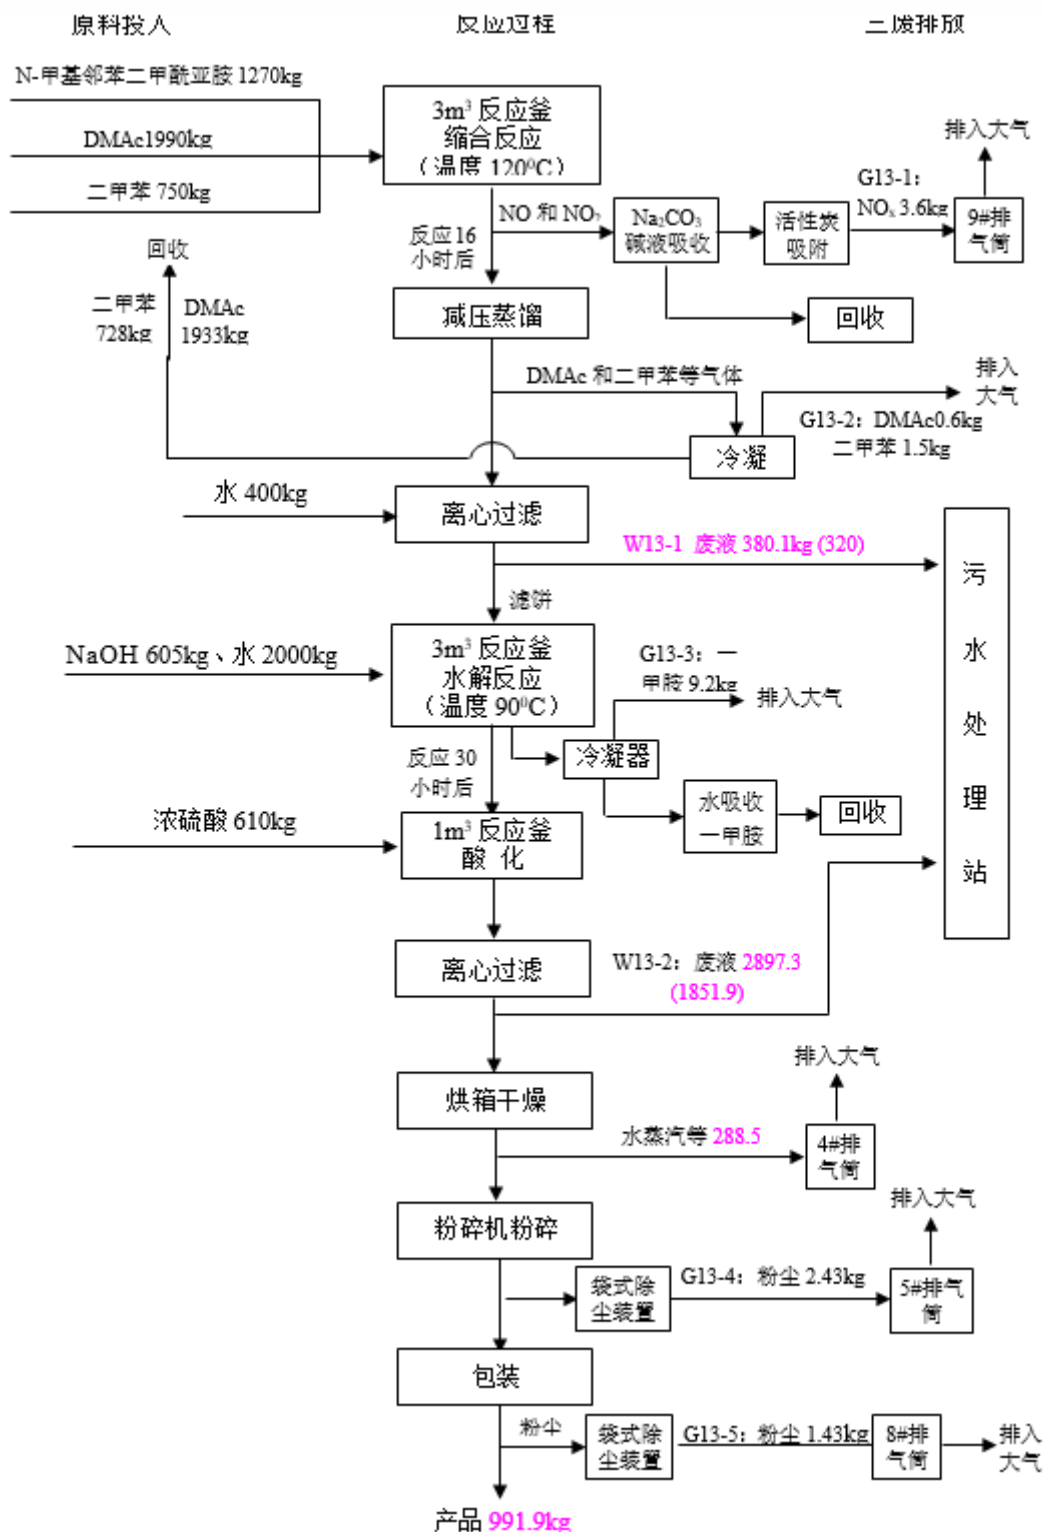 原料投入
反应过程
三废排放
N-甲基邻苯二甲酰亚胺 1270kg
DMAc1990kg
二甲苯 750kg
3m³ 反应釜
缩合反应
（温度 120⁰C）
排入大气
G13-1：
NOₓ 3.6kg
9#排
气筒
NO 和 NO₂
Na₂CO₃
碱液吸收
活性炭
吸附
反应 16
小时后
回收
二甲苯
728kg
DMAc
1933kg
减压蒸馏
回收
DMAc 和二甲苯等气体
排入
大气
G13-2：DMAc0.6kg
二甲苯 1.5kg
冷凝
水 400kg
离心过滤
W13-1 废液 380.1kg (320)
污
水
处
理
站
滤饼
NaOH 605kg、水 2000kg
3m³ 反应釜
水解反应
（温度 90⁰C）
G13-3：一
甲胺 9.2kg
排入大气
反应 30
小时后
冷凝器
水吸收
一甲胺
回收
浓硫酸 610kg
1m³ 反应釜
酸 化
离心过滤
W13-2：废液 2897.3
(1851.9)
烘箱干燥
排入大气
水蒸汽等 288.5
4#排
气筒
粉碎机粉碎
排入大气
袋式除
尘装置
G13-4：粉尘 2.43kg
5#排气
筒
包装
粉尘
袋式除
尘装置
G13-5：粉尘 1.43kg
8#排
气筒
排入
大气
产品 991.9kg